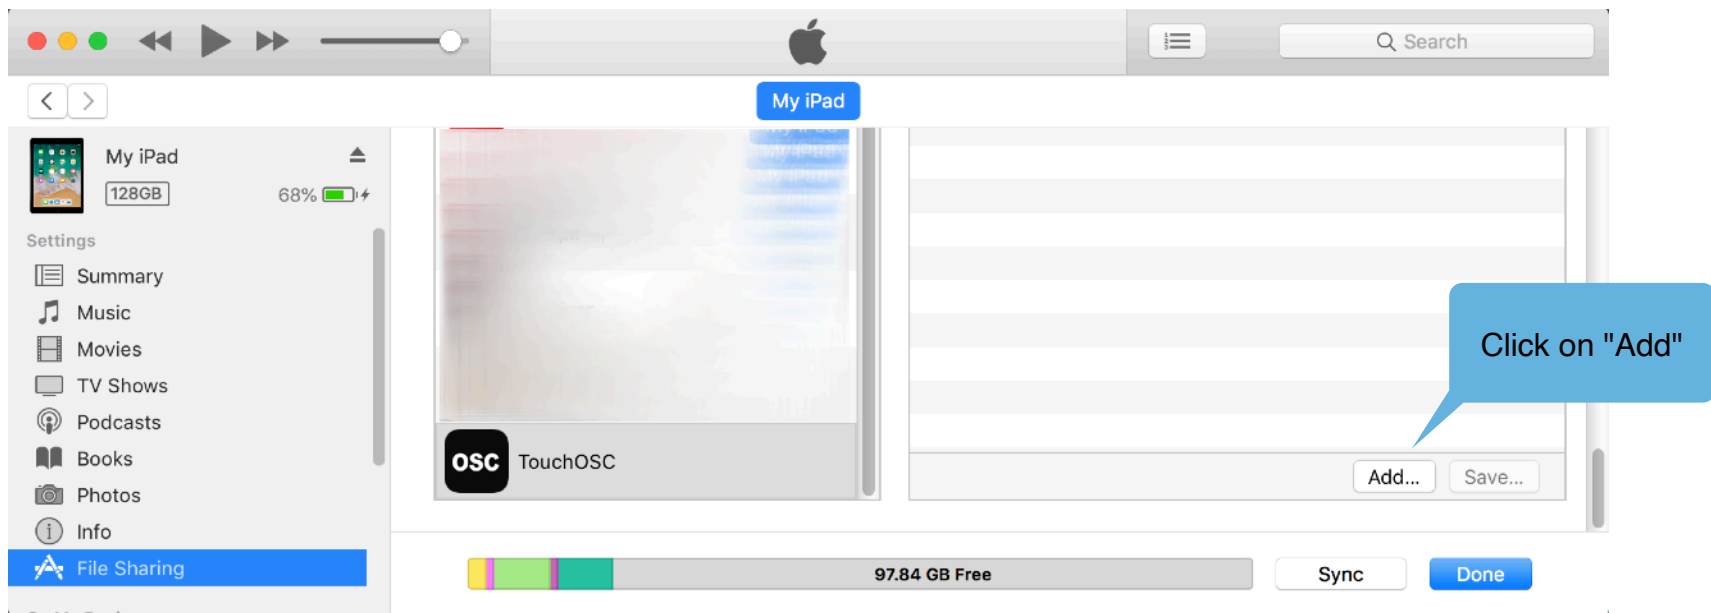 Search
My iPad
My iPad
128GB
68%
Settings
Summary
Music
Movies
TV Shows
Podcasts
Books
Photos
Info
File Sharing
OSC TouchOSC
Click on "Add"
Add... Save...
97.84 GB Free
Sync Done